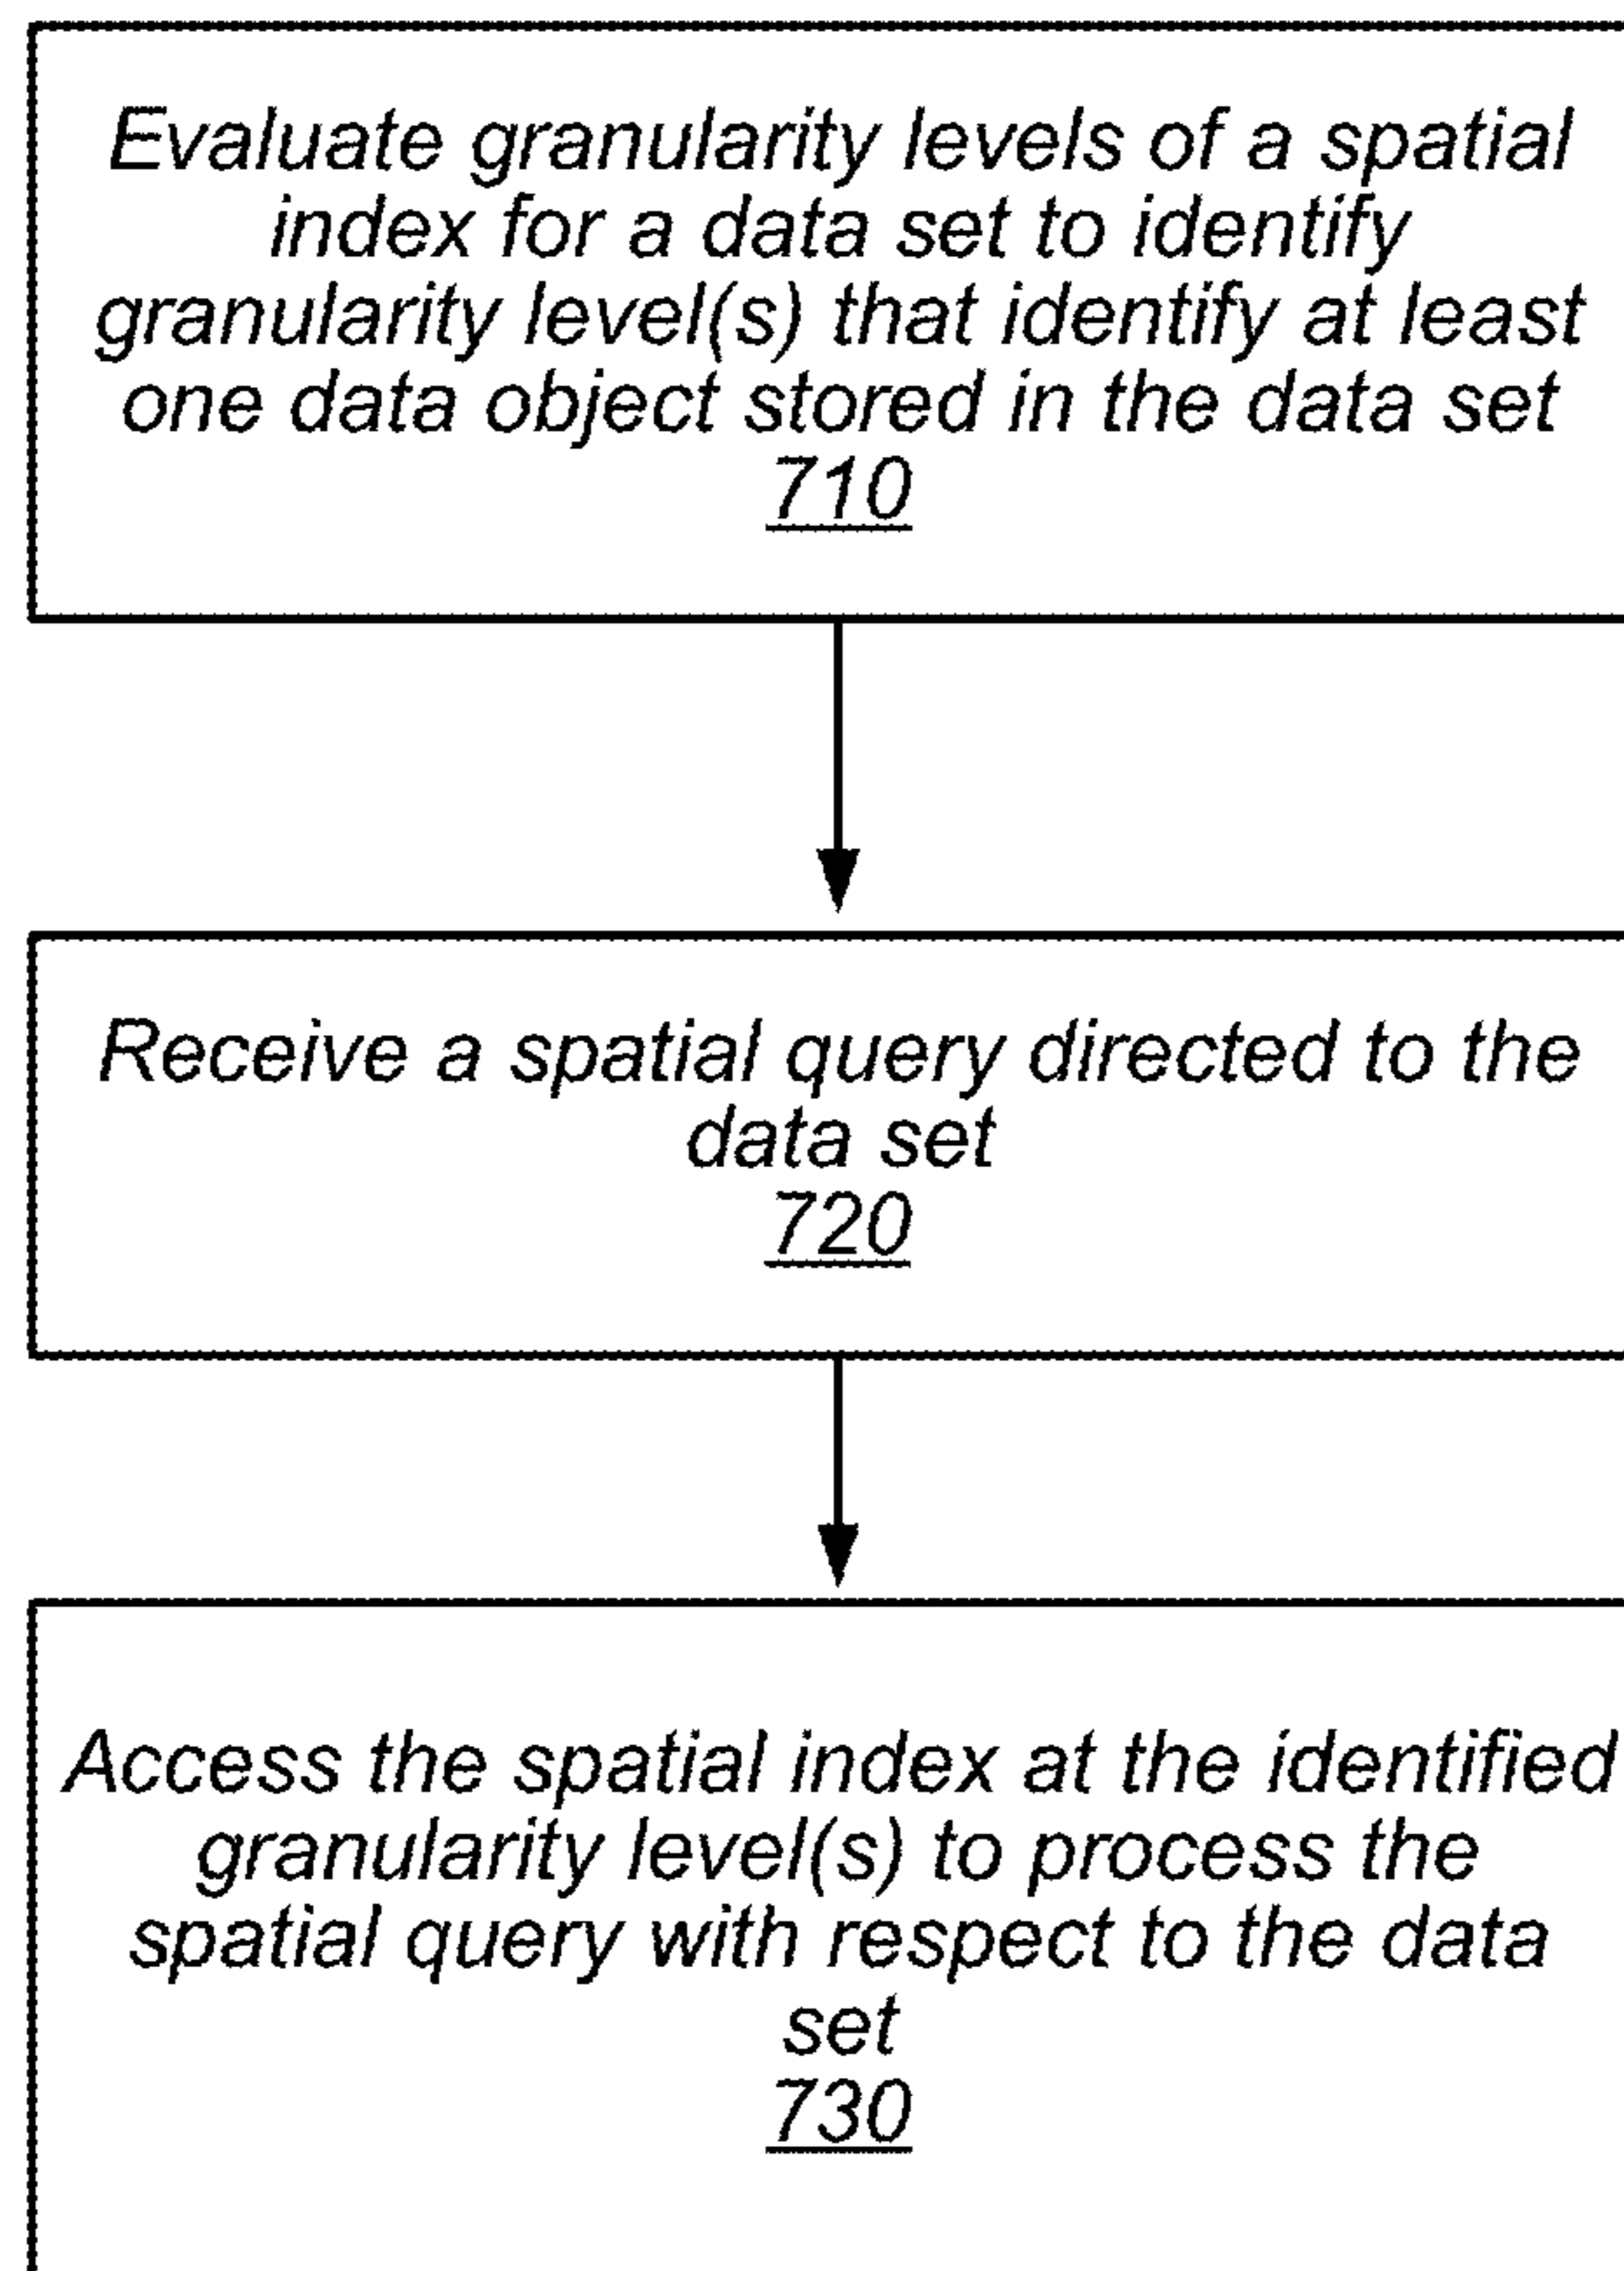 Evaluate granularity levels of a spatial
index for a data set to identify
granularity level(s) that identify at least
one data object stored in the data set
710
Receive a spatial query directed to the
data set
720
Access the spatial index at the identified
granularity level(s) to process the
spatial query with respect to the data
set
730